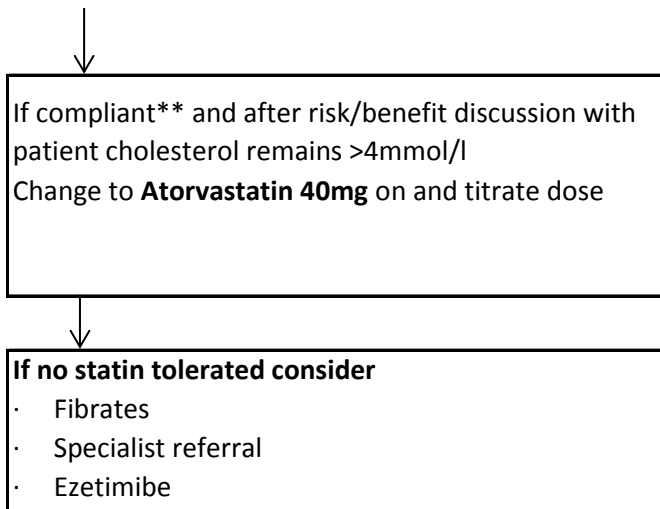 If compliant** and after risk/benefit discussion with
patient cholesterol remains >4mmol/l
Change to Atorvastatin 40mg on and titrate dose
If no statin tolerated consider
· Fibrates
· Specialist referral
· Ezetimibe